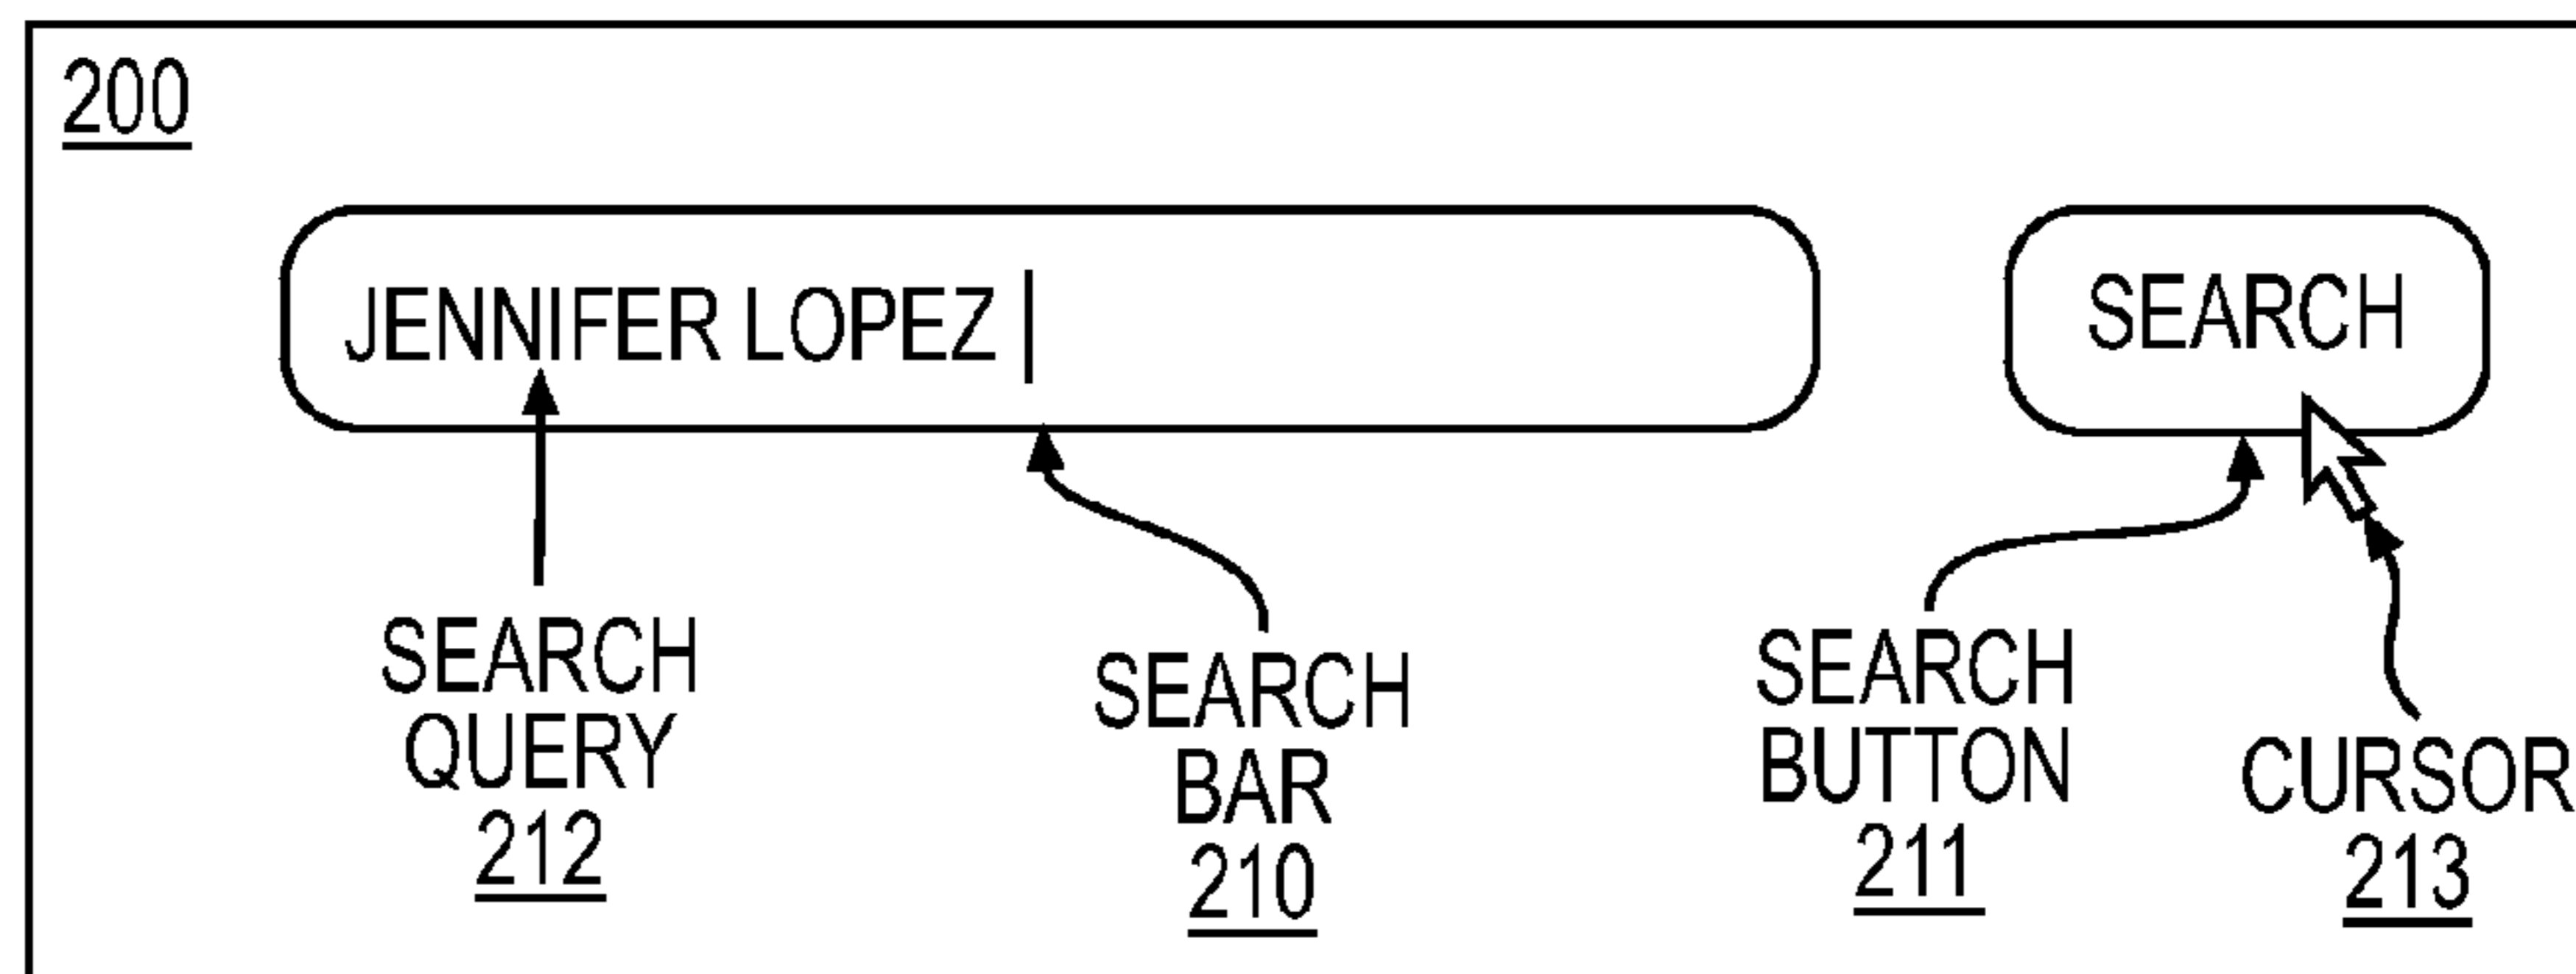 200
JENNIFER LOPEZ
SEARCH
SEARCH
QUERY
212
SEARCH
BAR
210
SEARCH
BUTTON
211
CURSOR
213